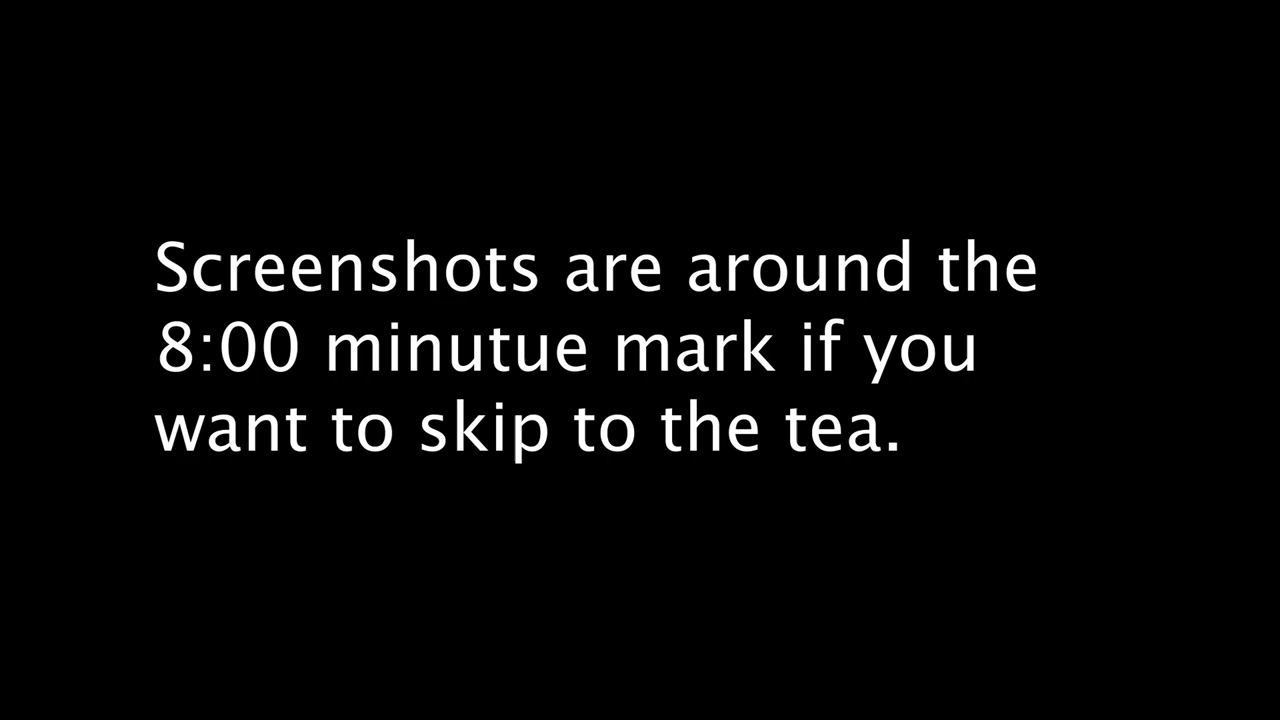 Screenshots are around the
8:00 minutue mark if you
want to skip to the tea.